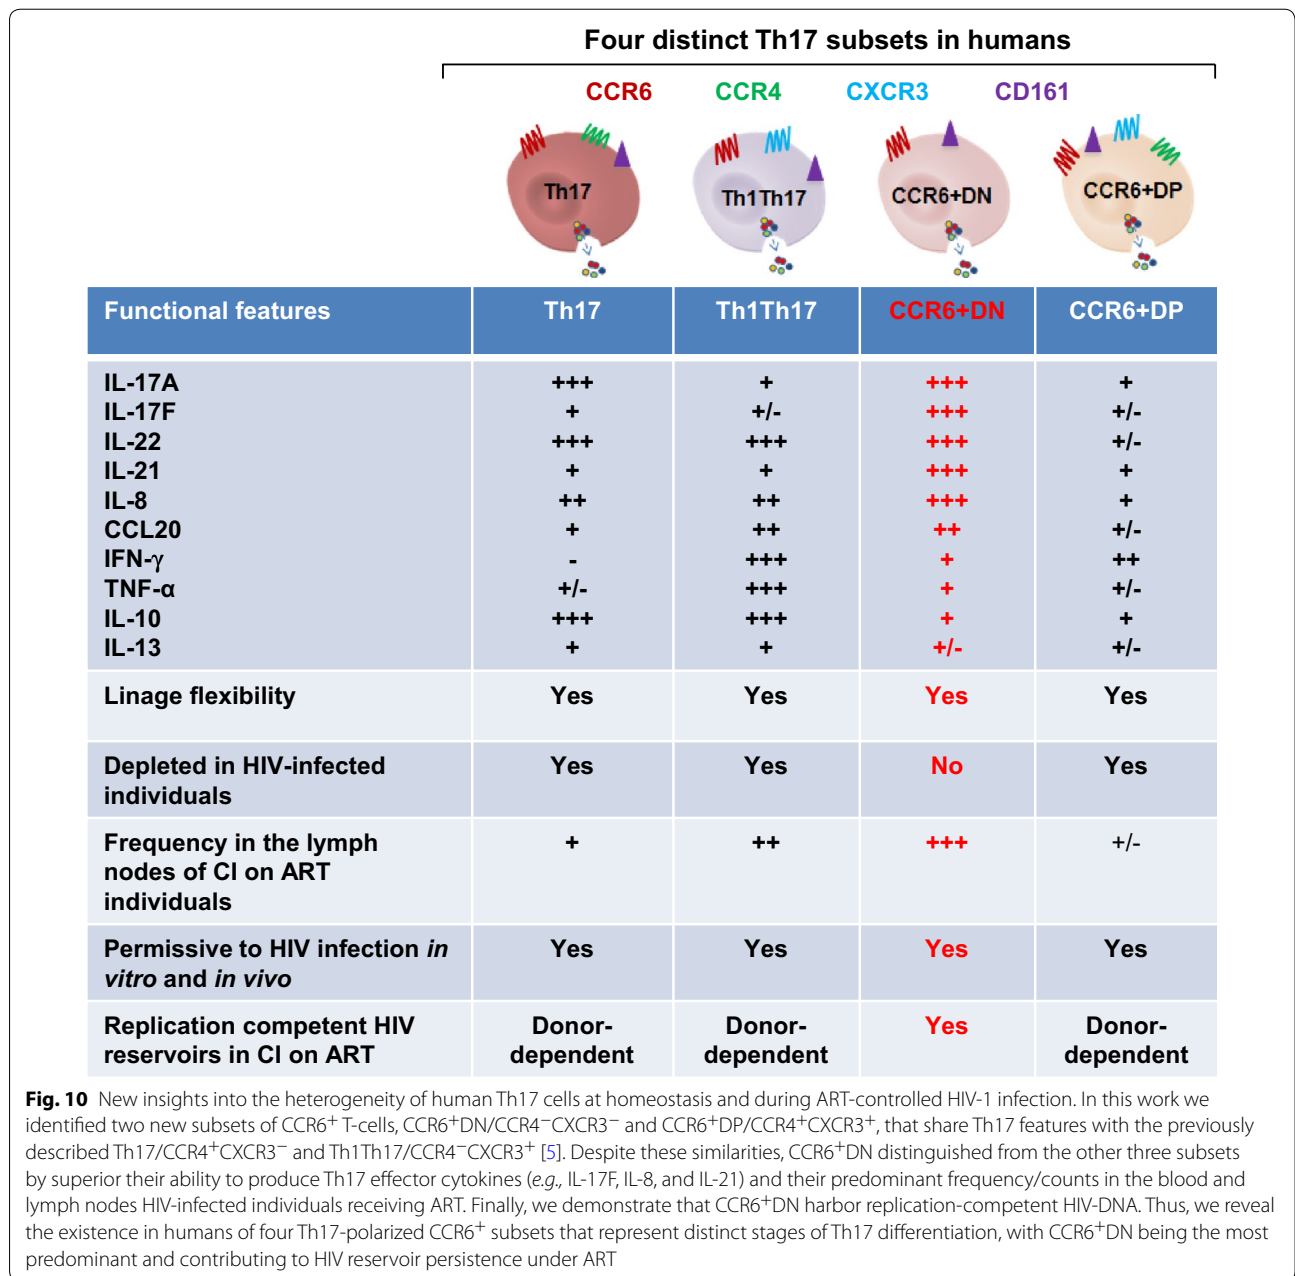 Four distinct Th17 subsets in humans
CCR6 CCR4 CXCR3 CD161
Th17 Th1Th17 CCR6+DN CCR6+DP
Functional features Th17 Th1Th17 CCR6+DN CCR6+DP
IL-17A +++ + +++ +
IL-17F + +/- +++ +/-
IL-22 +++ +++ +++ +/-
IL-21 + + +++ +
IL-8 ++ ++ +++ +
CCL20 + ++ ++ +/-
IFN-γ - +++ + ++
TNF-α +/- +++ + +/-
IL-10 +++ +++ + +
IL-13 + + +/- +/-
Linage flexibility Yes Yes Yes Yes
Depleted in HIV-infected Yes Yes No Yes
individuals
Frequency in the lymph + ++ +++ +/-
nodes of CI on ART
individuals
Permissive to HIV infection in Yes Yes Yes Yes
vitro and in vivo
Replication competent HIV Donor- Donor- Yes Donor-
reservoirs in CI on ART dependent dependent dependent
Fig. 10 New insights into the heterogeneity of human Th17 cells at homeostasis and during ART-controlled HIV-1 infection. In this work we
identified two new subsets of CCR6⁺ T-cells, CCR6⁺DN/CCR4⁻CXCR3⁻ and CCR6⁺DP/CCR4⁺CXCR3⁺, that share Th17 features with the previously
described Th17/CCR4⁺CXCR3⁻ and Th1Th17/CCR4⁻CXCR3⁺ [5]. Despite these similarities, CCR6⁺DN distinguished from the other three subsets
by superior their ability to produce Th17 effector cytokines (e.g., IL-17F, IL-8, and IL-21) and their predominant frequency/counts in the blood and
lymph nodes HIV-infected individuals receiving ART. Finally, we demonstrate that CCR6⁺DN harbor replication-competent HIV-DNA. Thus, we reveal
the existence in humans of four Th17-polarized CCR6⁺ subsets that represent distinct stages of Th17 differentiation, with CCR6⁺DN being the most
predominant and contributing to HIV reservoir persistence under ART